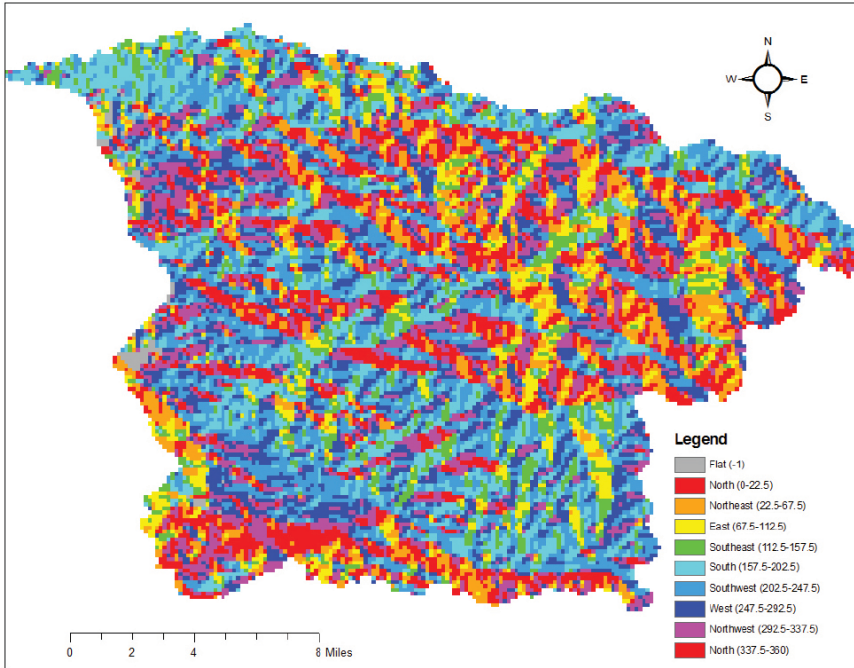 N
W E
S
Legend
Flat (-1)
North (0-22.5)
Northeast (22.5-67.5)
East (67.5-112.5)
Southeast (112.5-157.5)
South (157.5-202.5)
Southwest (202.5-247.5)
West (247.5-292.5)
Northwest (292.5-337.5)
North (337.5-360)
0 2 4 8 Miles